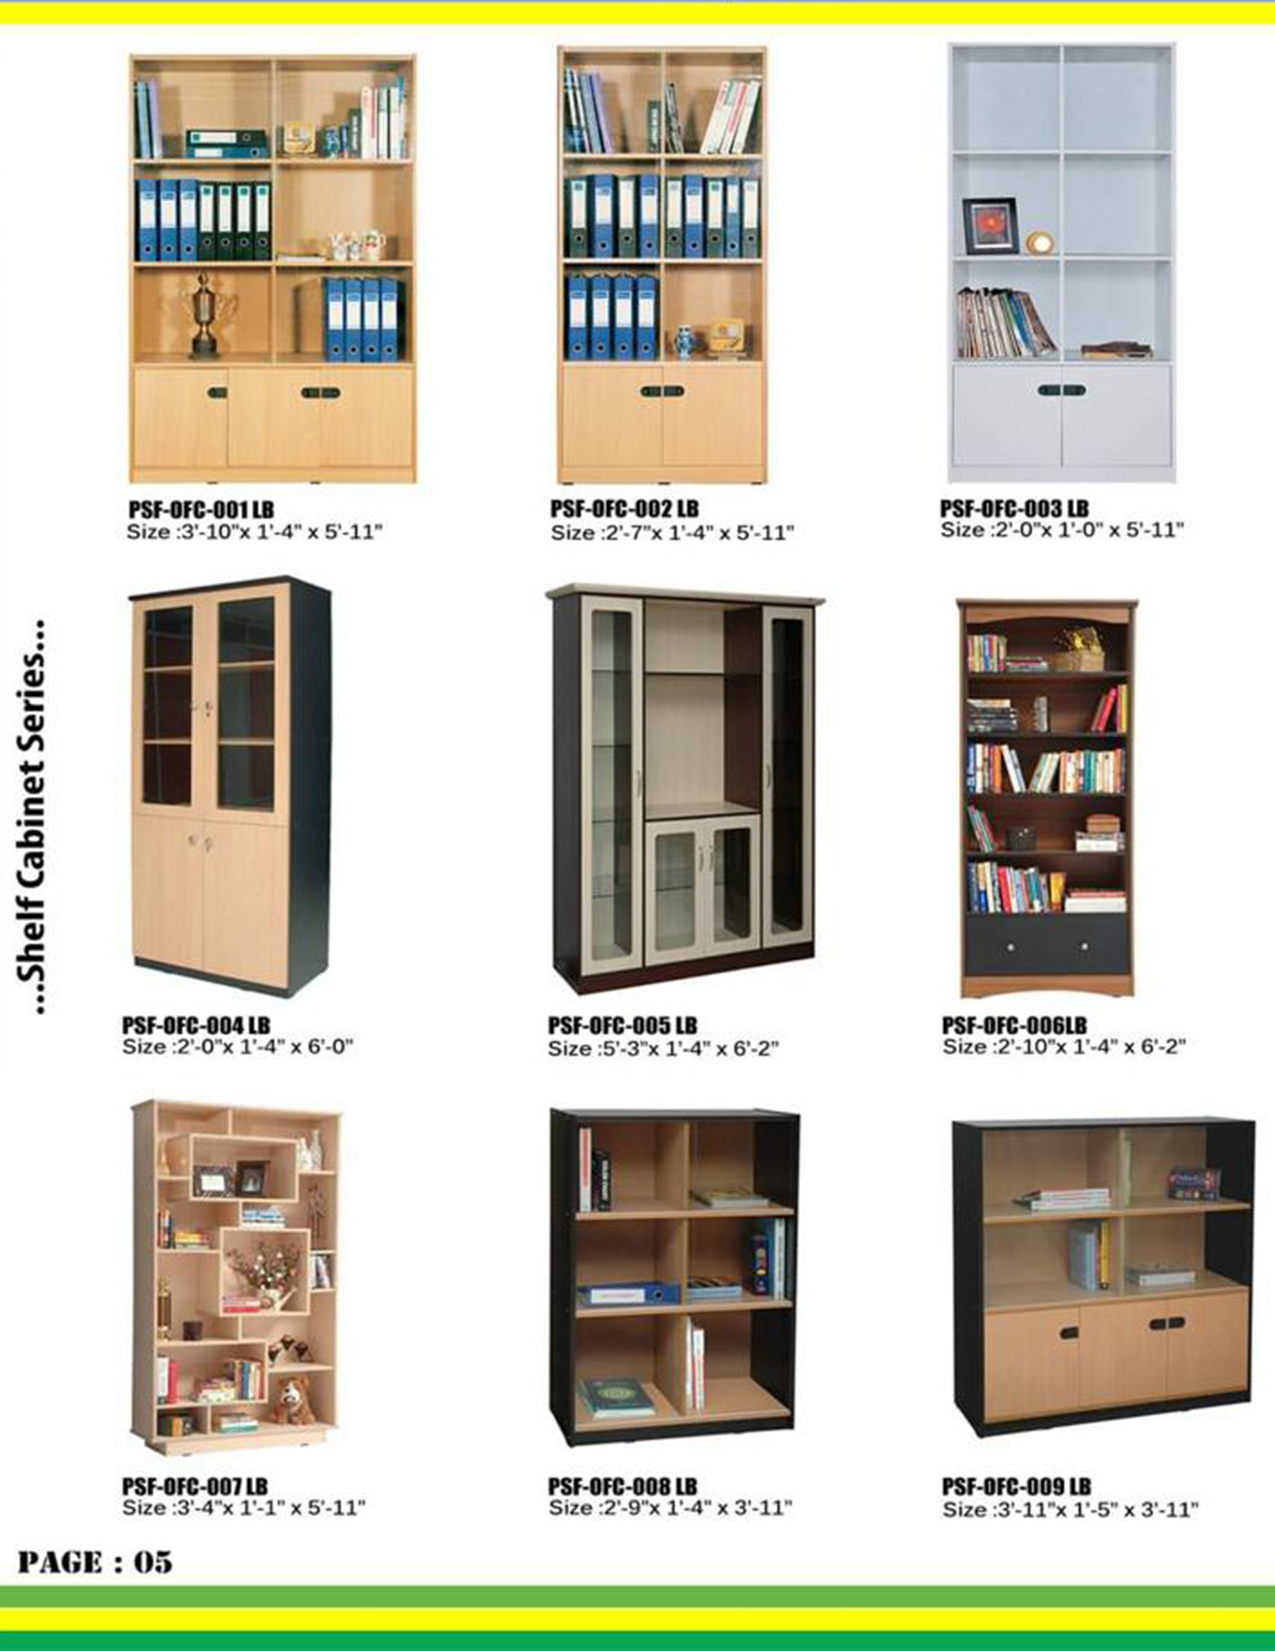 PSF-OFC-001 LB
Size :3'-10"x 1'-4" x 5'-11"
PSF-OFC-002 LB
Size :2'-7"x 1'-4" x 5'-11"
PSF-OFC-003 LB
Size :2'-0"x 1'-0" x 5'-11"
...Shelf Cabinet Series...
PSF-OFC-004 LB
Size :2'-0"x 1'-4" x 6'-0"
PSF-OFC-005 LB
Size :5'-3"x 1'-4" x 6'-2"
PSF-OFC-006LB
Size :2'-10"x 1'-4" x 6'-2"
PSF-OFC-007 LB
Size :3'-4"x 1'-1" x 5'-11"
PSF-OFC-008 LB
Size :2'-9"x 1'-4" x 3'-11"
PSF-OFC-009 LB
Size :3'-11"x 1'-5" x 3'-11"
PAGE : 05